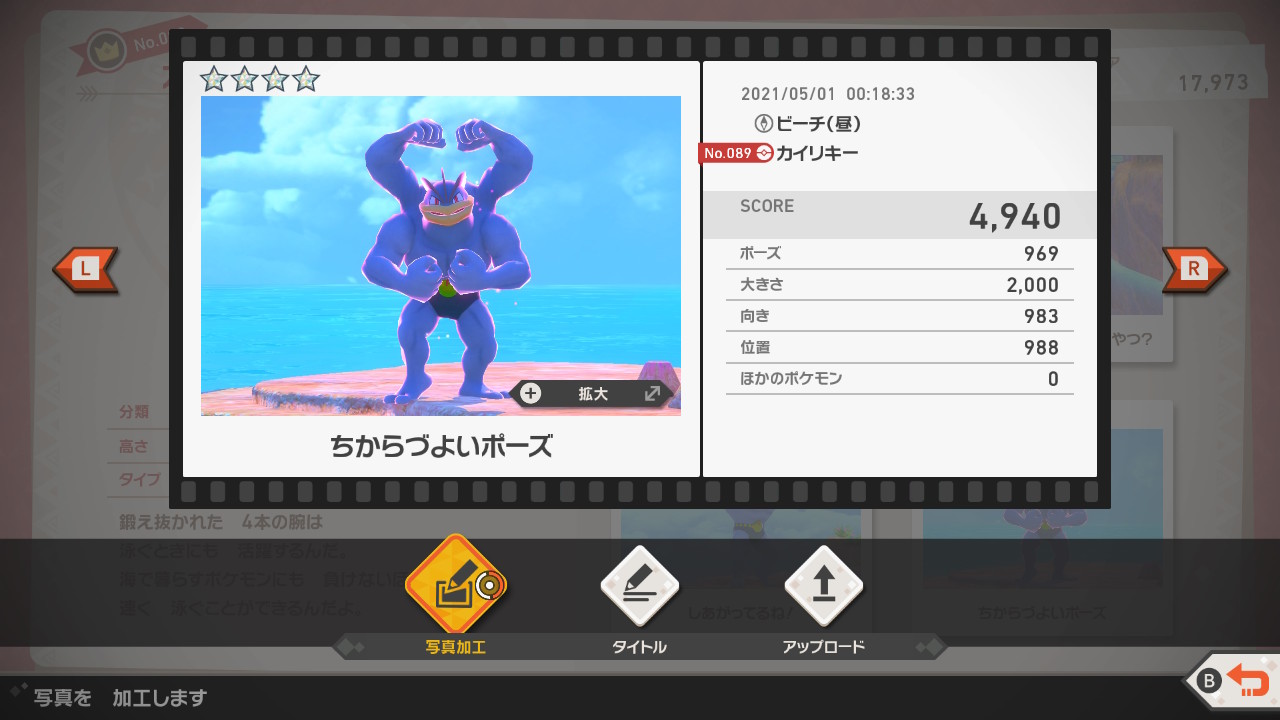 No.0
17,973
2021/05/01 00:18:33
ビーチ(昼)
No.089 カイリキー
SCORE 4,940
ポーズ 969
大きさ 2,000
向き 983
位置 988
ほかのポケモン 0
L
R
拡大
ちからづよいポーズ
やつ?
分類
高さ
タイプ
鍛え抜かれた 4本の腕は
泳ぐときにも 活躍するんだ。
海で暮らすポケモンにも 負けないほ
泳ぐことができるんだよ。
しあがってるね!
ちからづよいポーズ
写真加工
タイトル
アップロード
写真を 加工します
B